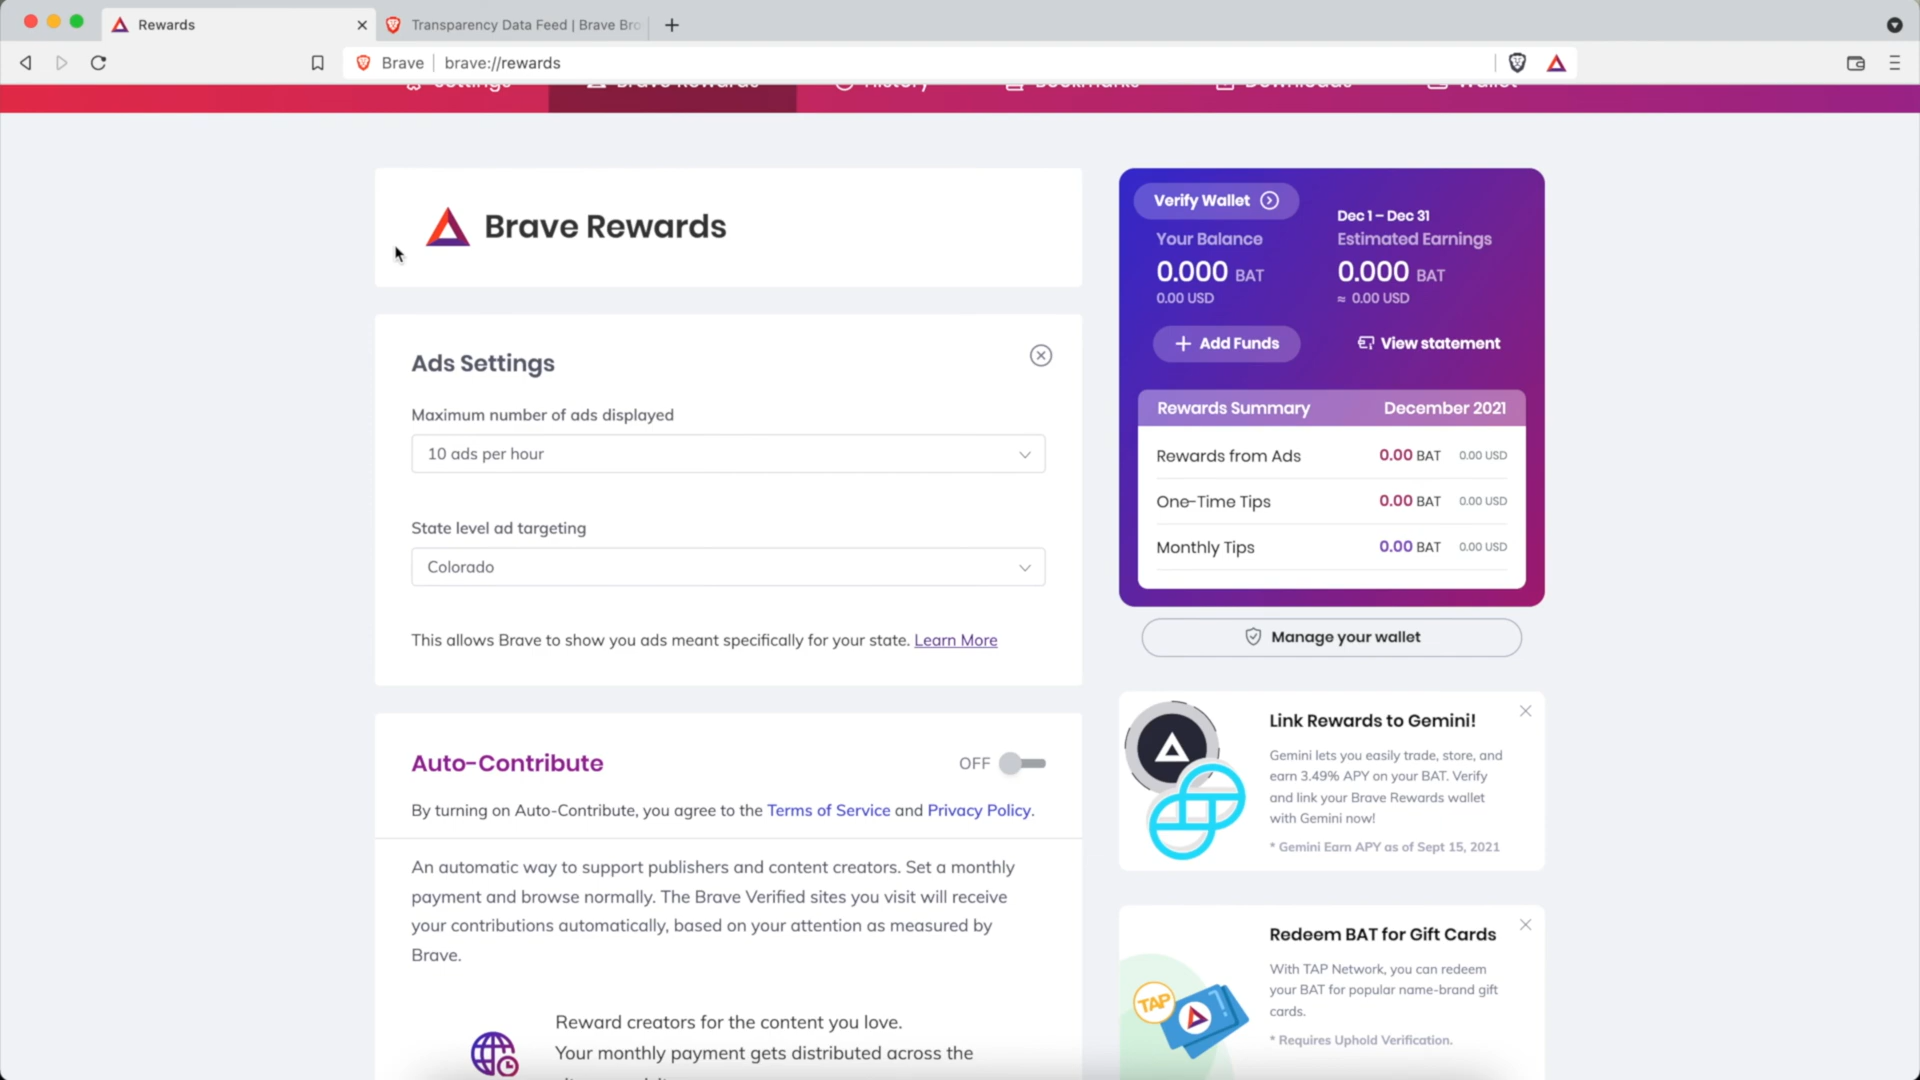 Rewards
Transparency Data Feed | Brave Bro
Brave | brave://rewards
Settings Brave Rewards History Bookmarks Downloads Wallet
Brave Rewards
Ads Settings
Maximum number of ads displayed
10 ads per hour
State level ad targeting
Colorado
This allows Brave to show you ads meant specifically for your state. Learn More
Auto-Contribute OFF
By turning on Auto-Contribute, you agree to the Terms of Service and Privacy Policy.
An automatic way to support publishers and content creators. Set a monthly
payment and browse normally. The Brave Verified sites you visit will receive
your contributions automatically, based on your attention as measured by
Brave.
Reward creators for the content you love.
Your monthly payment gets distributed across the
Verify Wallet
Dec 1 – Dec 31
Your Balance Estimated Earnings
0.000 BAT 0.000 BAT
0.00 USD ≈ 0.00 USD
+ Add Funds View statement
Rewards Summary December 2021
Rewards from Ads 0.00 BAT 0.00 USD
One-Time Tips 0.00 BAT 0.00 USD
Monthly Tips 0.00 BAT 0.00 USD
Manage your wallet
Link Rewards to Gemini!
Gemini lets you easily trade, store, and
earn 3.49% APY on your BAT. Verify
and link your Brave Rewards wallet
with Gemini now!
* Gemini Earn APY as of Sept 15, 2021
Redeem BAT for Gift Cards
With TAP Network, you can redeem
your BAT for popular name-brand gift
cards.
* Requires Uphold Verification.
TAP